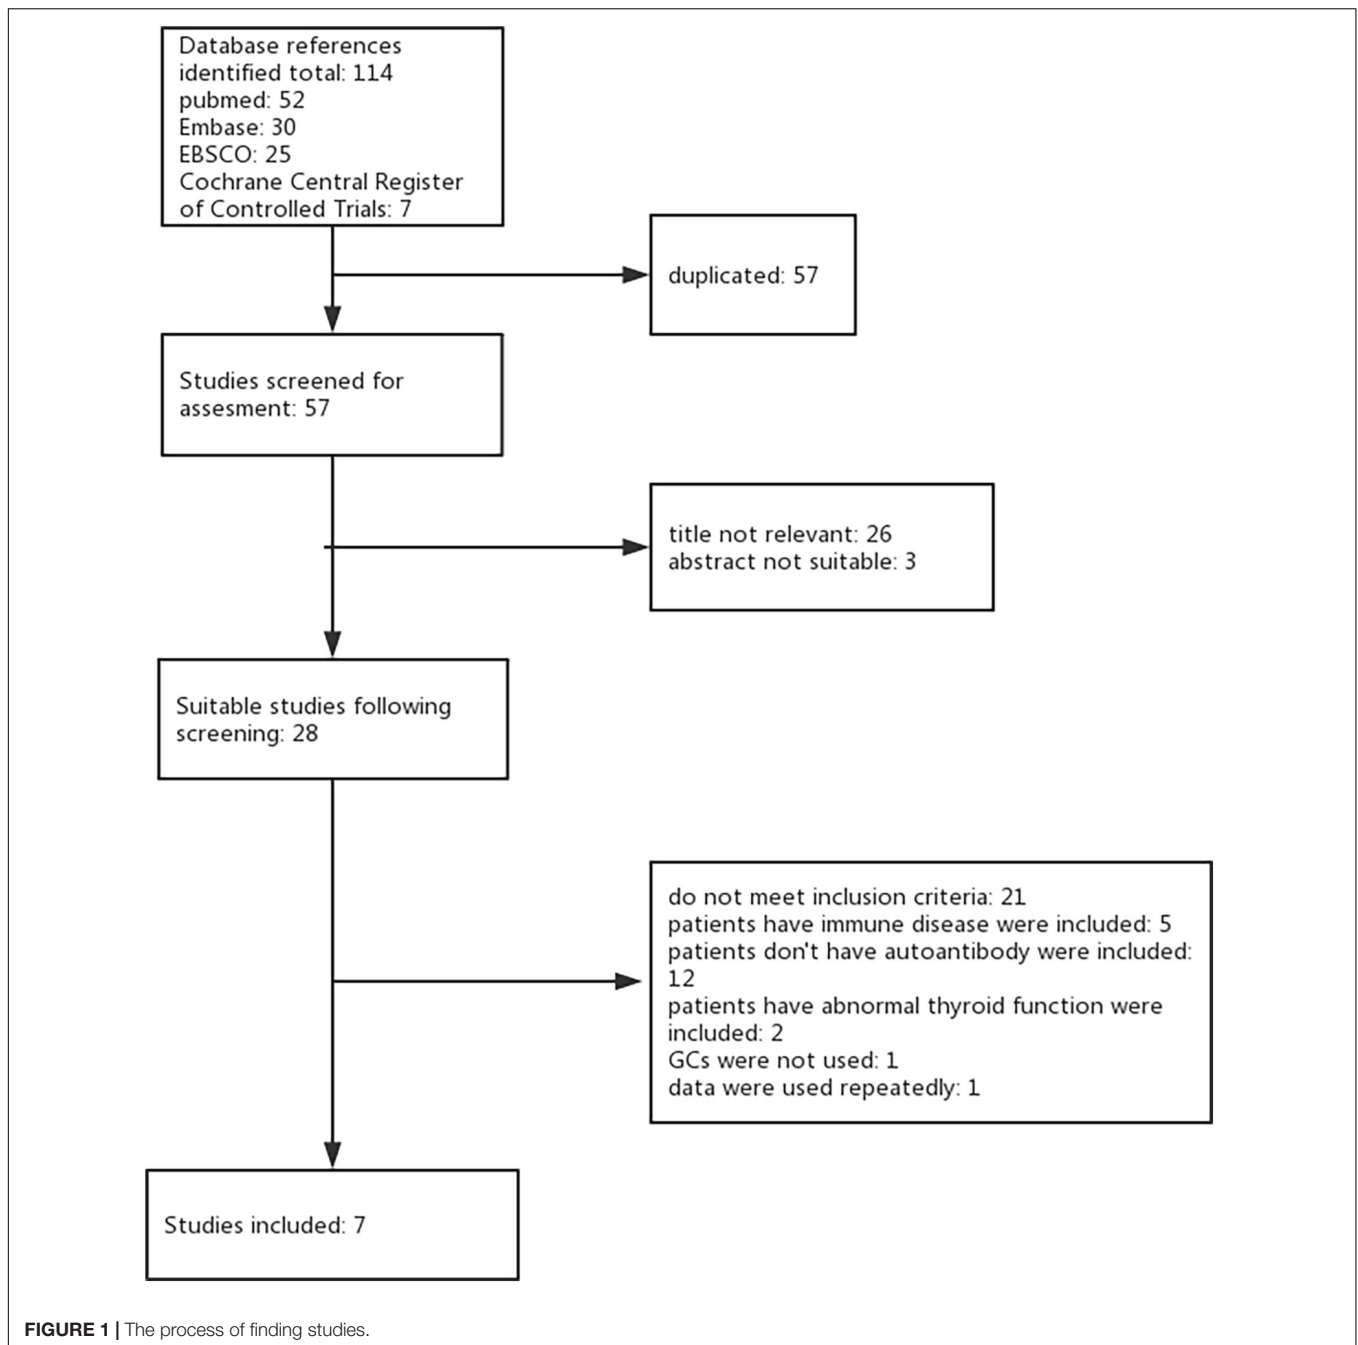 Database references
identified total: 114
pubmed: 52
Embase: 30
EBSCO: 25
Cochrane Central Register
of Controlled Trials: 7
duplicated: 57
Studies screened for
assesment: 57
title not relevant: 26
abstract not suitable: 3
Suitable studies following
screening: 28
do not meet inclusion criteria: 21
patients have immune disease were included: 5
patients don't have autoantibody were included:
12
patients have abnormal thyroid function were
included: 2
GCs were not used: 1
data were used repeatedly: 1
Studies included: 7
FIGURE 1 | The process of finding studies.